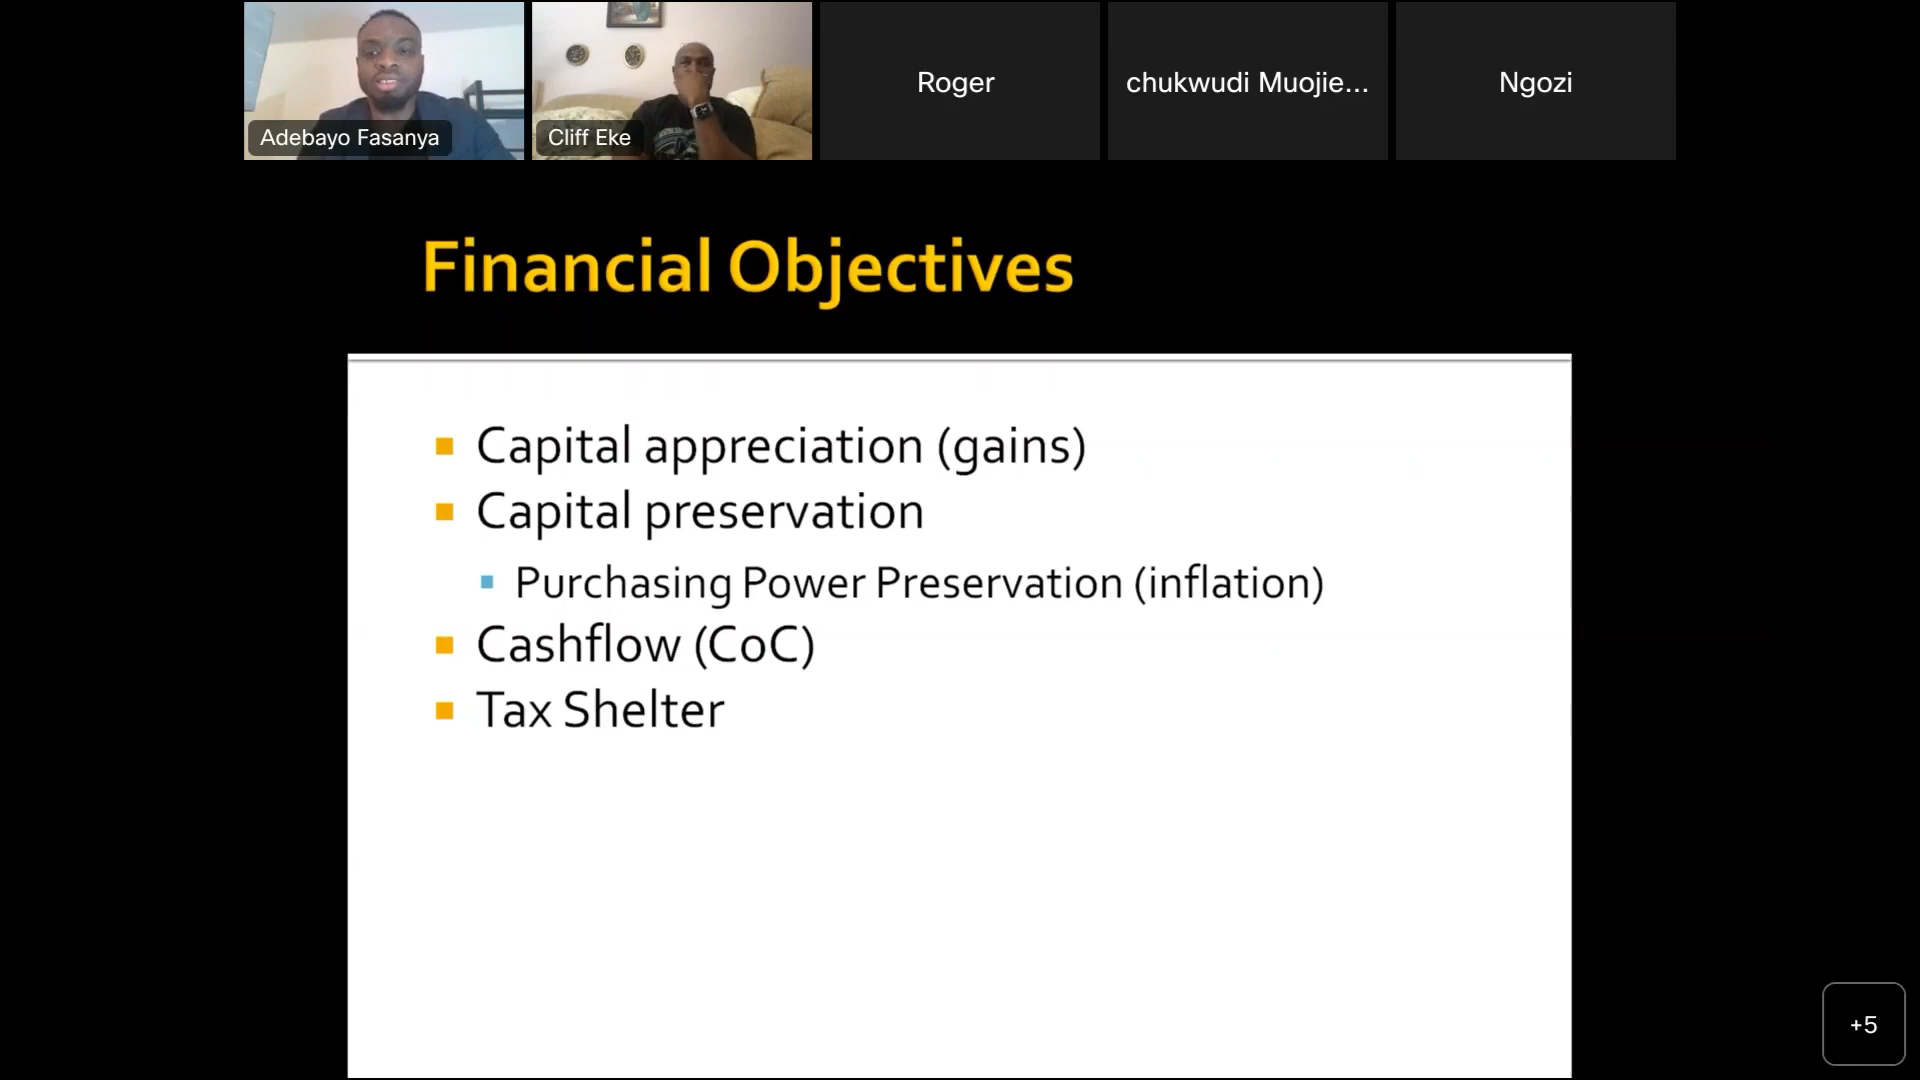 Adebayo Fasanya
Cliff Eke
Roger
chukwudi Muojie...
Ngozi
Financial Objectives
Capital appreciation (gains)
Capital preservation
Purchasing Power Preservation (inflation)
Cashflow (CoC)
Tax Shelter
+5